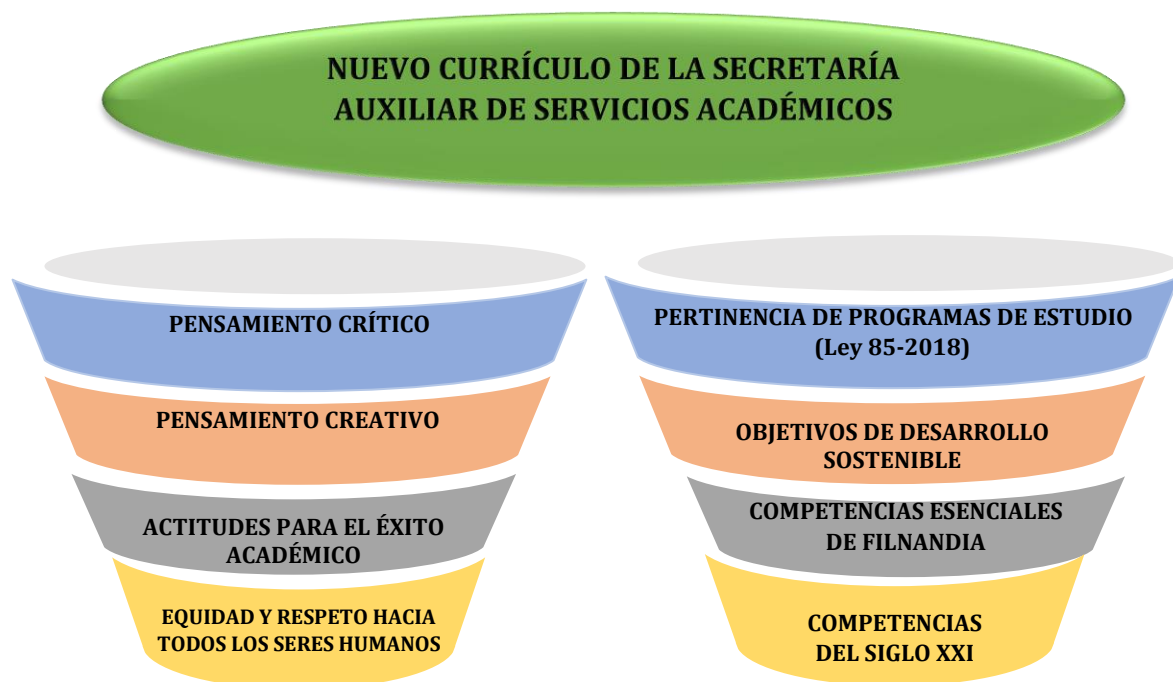 NUEVO CURRÍCULO DE LA SECRETARÍA
AUXILIAR DE SERVICIOS ACADÉMICOS
PENSAMIENTO CRÍTICO
PENSAMIENTO CREATIVO
ACTITUDES PARA EL ÉXITO
ACADÉMICO
EQUIDAD Y RESPETO HACIA
TODOS LOS SERES HUMANOS
PERTINENCIA DE PROGRAMAS DE ESTUDIO
(Ley 85-2018)
OBJETIVOS DE DESARROLLO
SOSTENIBLE
COMPETENCIAS ESENCIALES
DE FILNANDIA
COMPETENCIAS
DEL SIGLO XXI